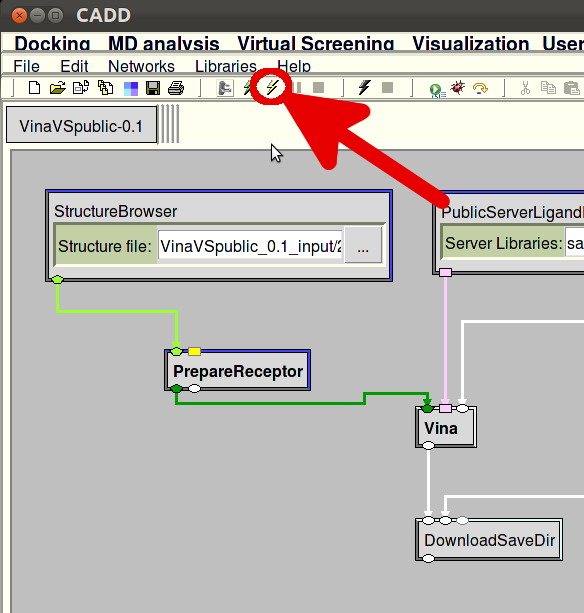 CADD
Docking MD analysis Virtual Screening Visualization User
File Edit Networks Libraries Help
VinaVSpublic-0.1
StructureBrowser
Structure file: VinaVSpublic_0.1_input/2 ...
PublicServerLigandL
Server Libraries: sa
PrepareReceptor
Vina
DownloadSaveDir